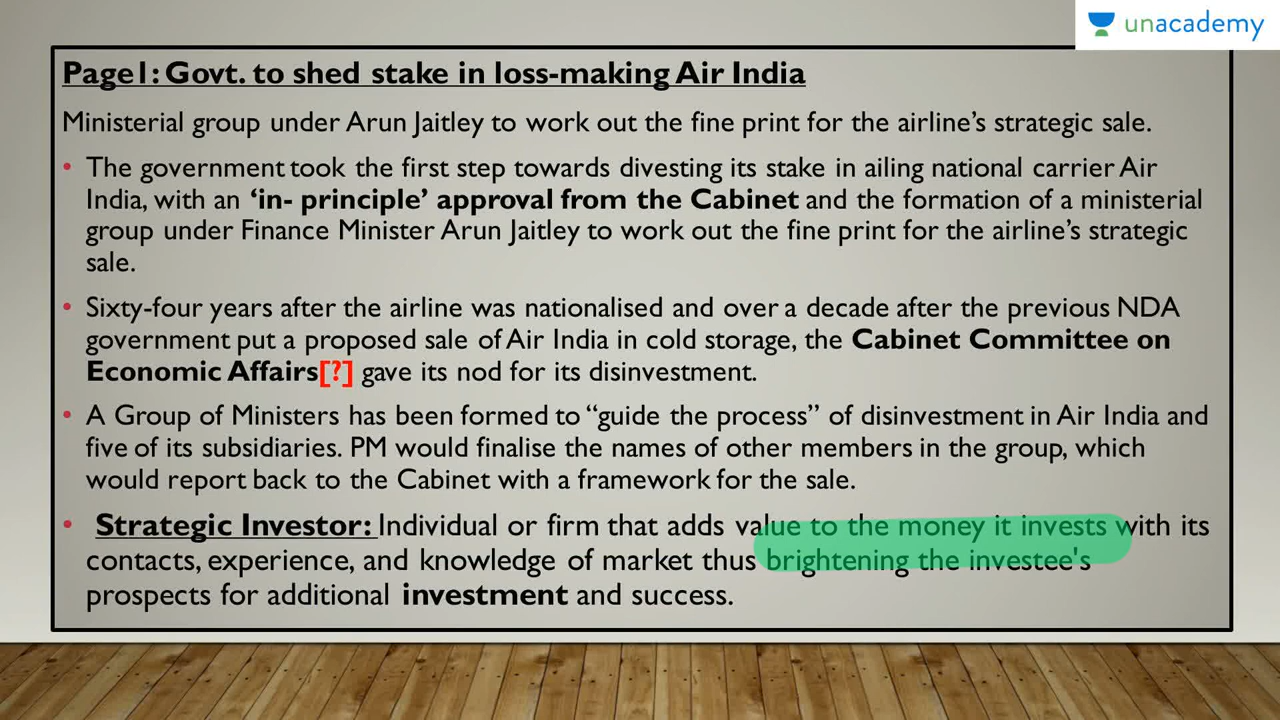 unacademy
Page1: Govt. to shed stake in loss-making Air India
Ministerial group under Arun Jaitley to work out the fine print for the airline’s strategic sale.
• The government took the first step towards divesting its stake in ailing national carrier Air
India, with an ‘in- principle’ approval from the Cabinet and the formation of a ministerial
group under Finance Minister Arun Jaitley to work out the fine print for the airline’s strategic
sale.
• Sixty-four years after the airline was nationalised and over a decade after the previous NDA
government put a proposed sale of Air India in cold storage, the Cabinet Committee on
Economic Affairs[?] gave its nod for its disinvestment.
• A Group of Ministers has been formed to “guide the process” of disinvestment in Air India and
five of its subsidiaries. PM would finalise the names of other members in the group, which
would report back to the Cabinet with a framework for the sale.
• Strategic Investor: Individual or firm that adds value to the money it invests with its
contacts, experience, and knowledge of market thus brightening the investee's
prospects for additional investment and success.